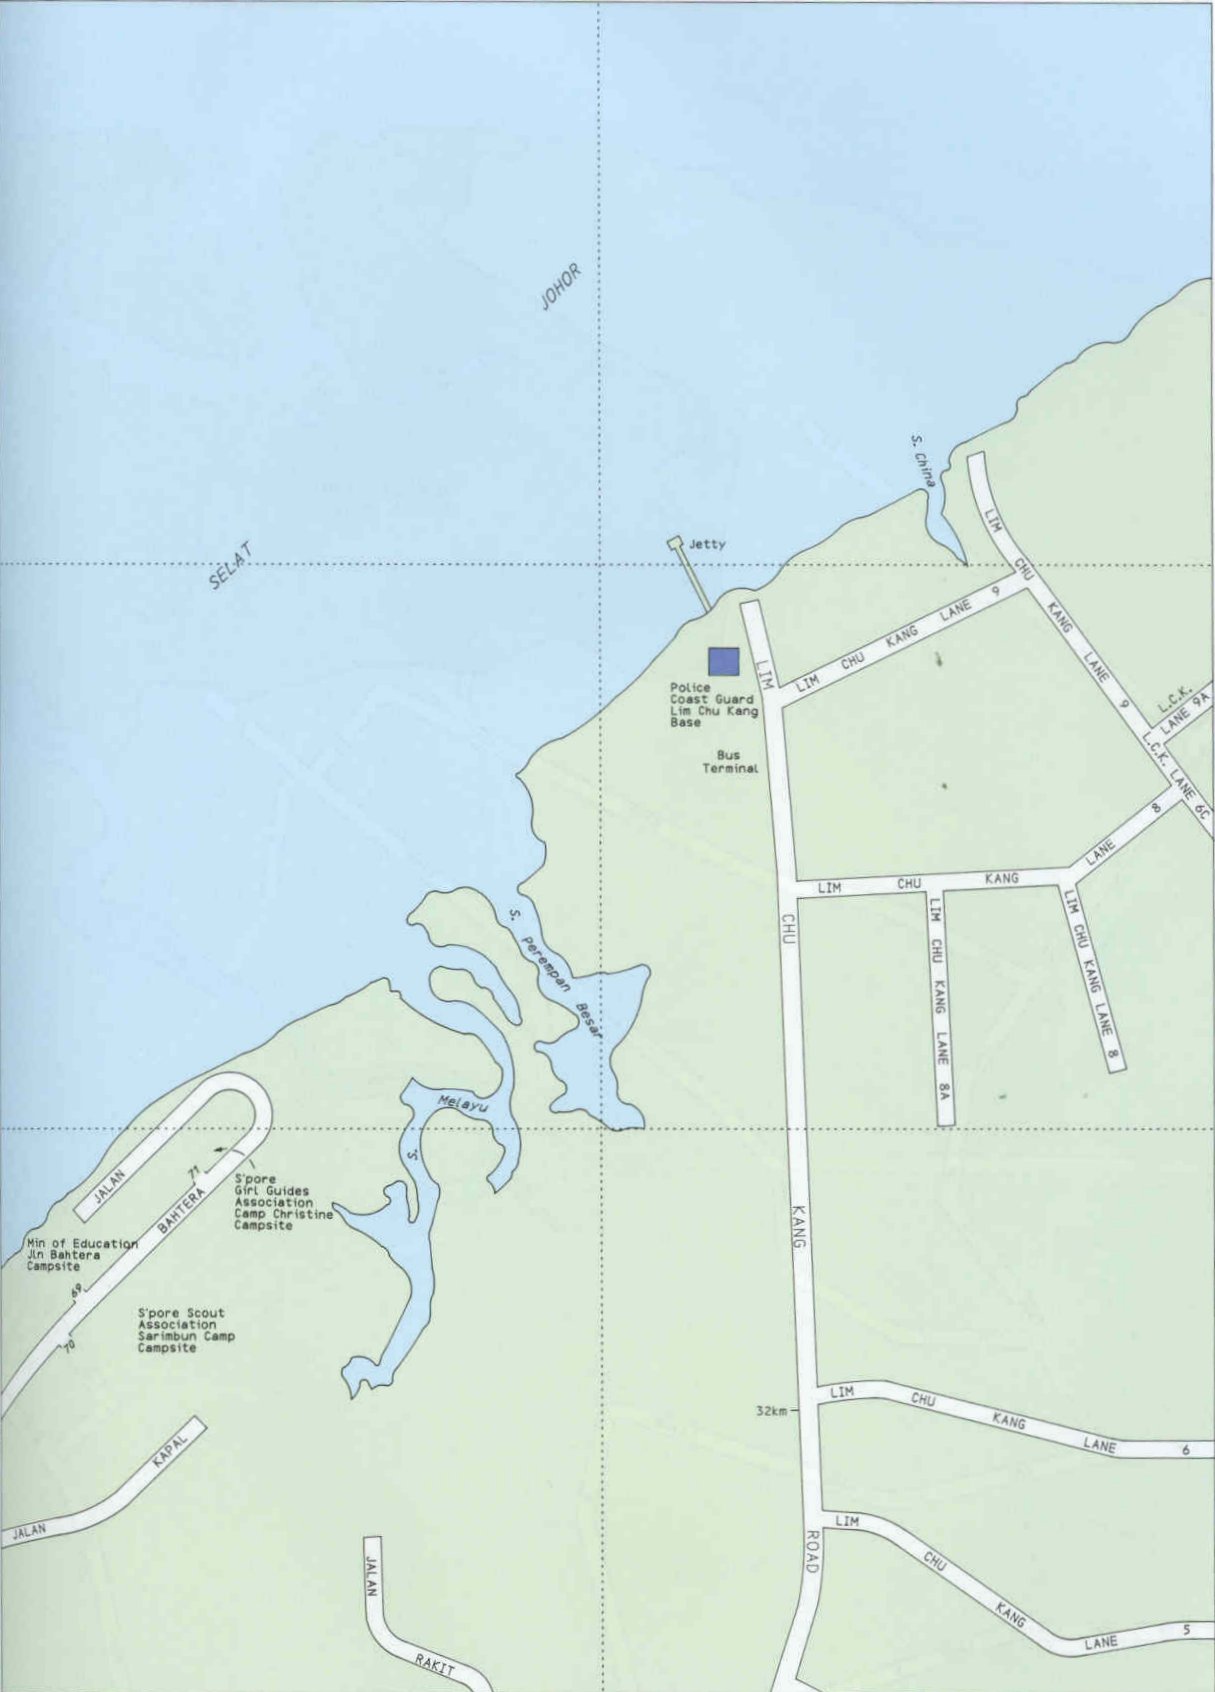 JOHOR
SELAT
S. China
Jetty
LIM CHU KANG LANE 9
LIM CHU KANG LANE 9
L.C.K.
LANE 9A
L.C.K. LANE 6C
Police
Coast Guard
Lim Chu Kang
Base
Bus
Terminal
LIM CHU KANG ROAD
LIM CHU KANG LANE 8
LIM CHU KANG LANE 8A
LIM CHU KANG LANE 8
S. Perempan Besar
S. Melayu
JALAN BAHTERA
71
S'pore
Girl Guides
Association
Camp Christine
Campsite
Min of Education
Jln Bahtera
Campsite
69
70
S'pore Scout
Association
Sarimbun Camp
Campsite
32km
LIM CHU KANG LANE 6
JALAN KAPAL
LIM CHU KANG LANE 5
JALAN RAKIT